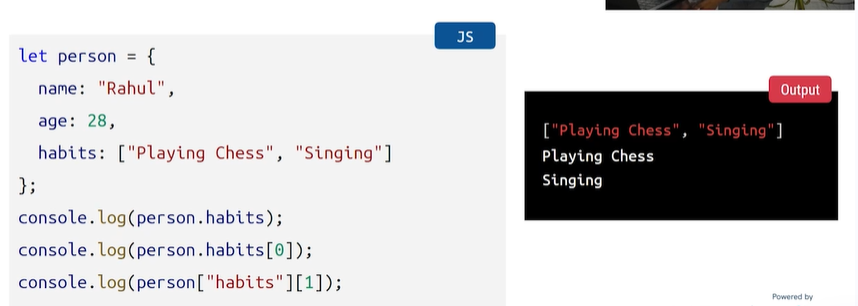 JS
let person = {
  name: "Rahul",
  age: 28,
  habits: ["Playing Chess", "Singing"]
};
console.log(person.habits);
console.log(person.habits[0]);
console.log(person["habits"][1]);
Output
["Playing Chess", "Singing"]
Playing Chess
Singing
Powered by